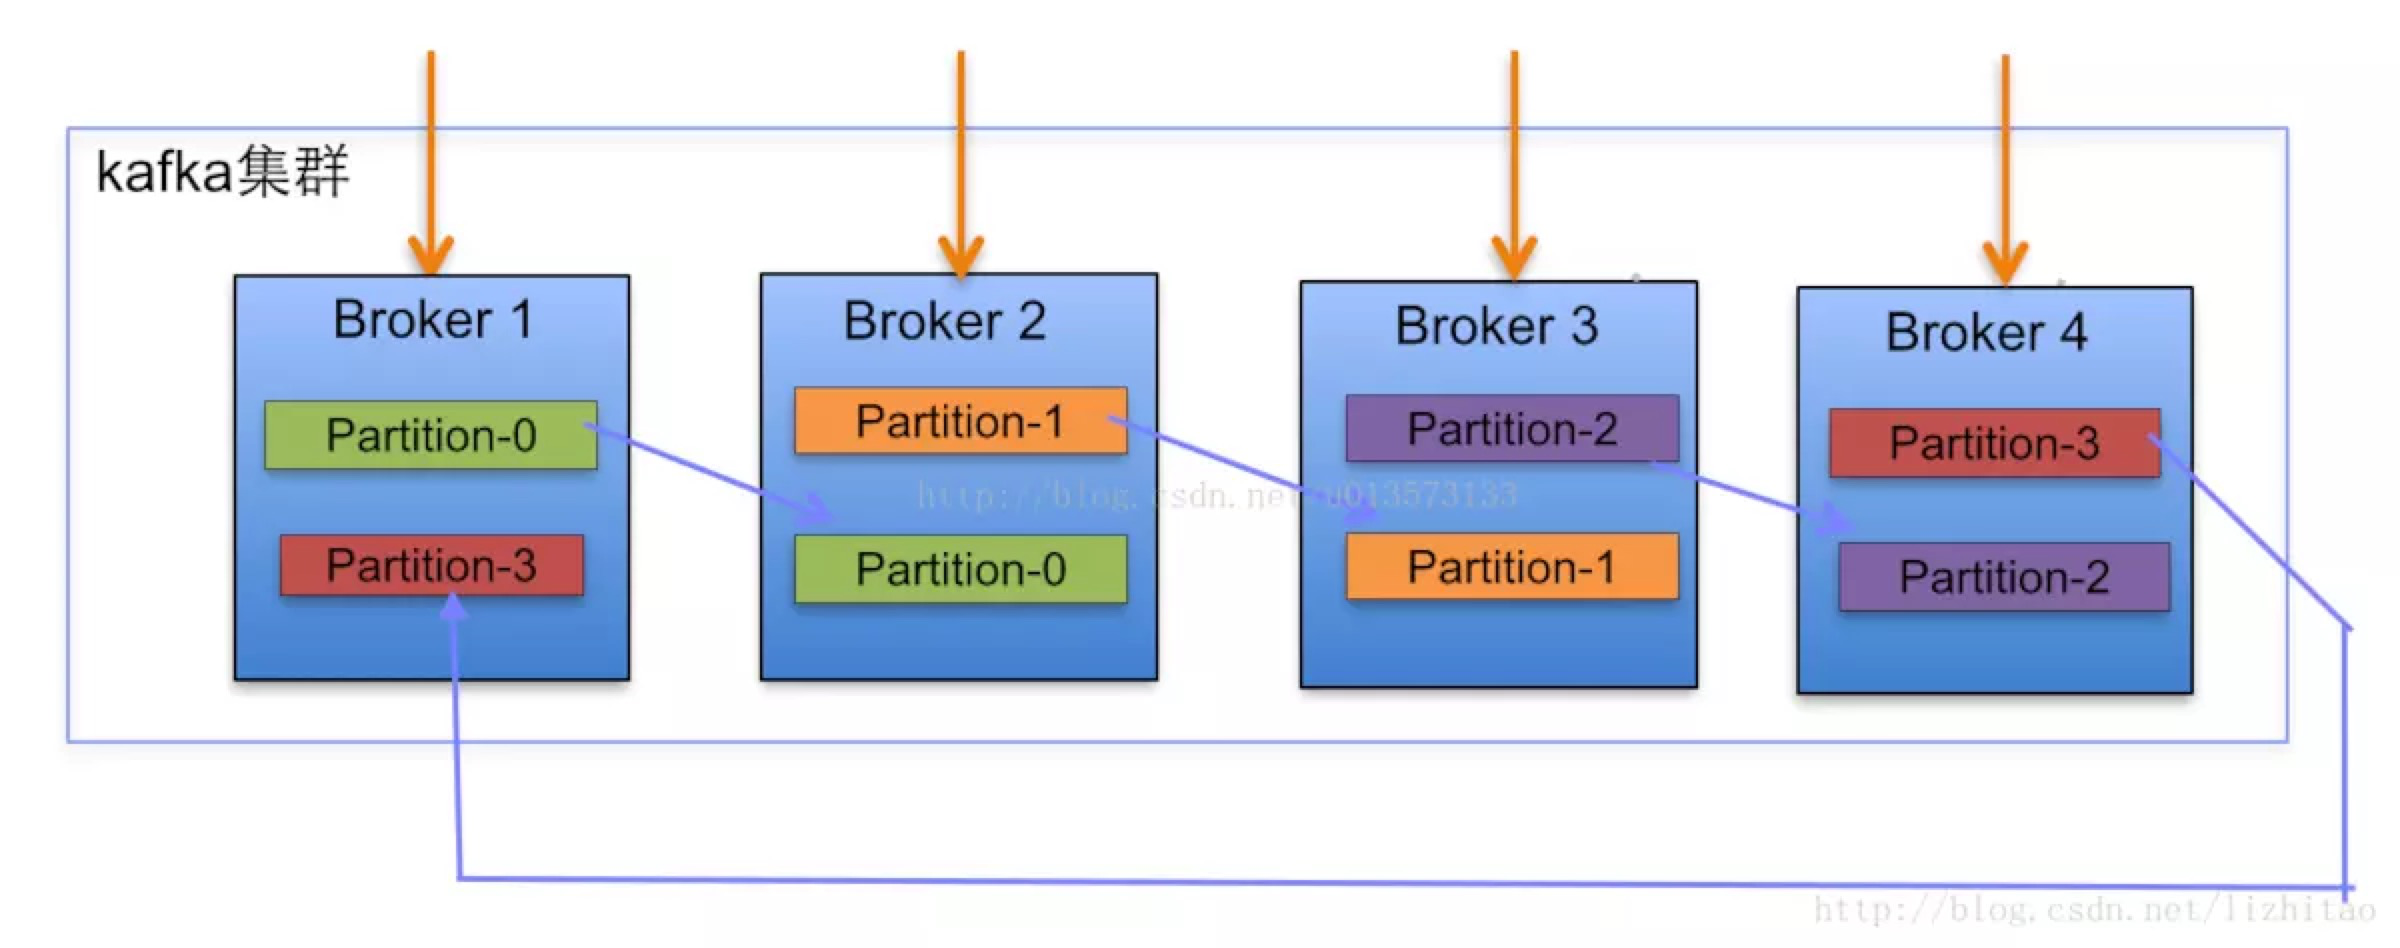 kafka集群
Broker 1
Partition-0
Partition-3
Broker 2
Partition-1
Partition-0
Broker 3
Partition-2
Partition-1
Broker 4
Partition-3
Partition-2
http://blog.csdn.net/u013573133
http://blog.csdn.net/lizhitao